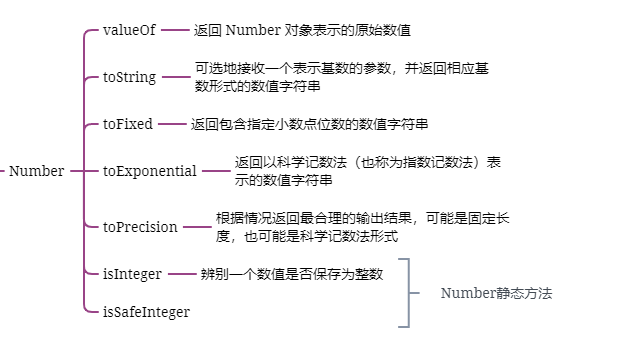 valueOf 返回 Number 对象表示的原始数值
toString 可选地接收一个表示基数的参数，并返回相应基
数形式的数值字符串
toFixed 返回包含指定小数点位数的数值字符串
Number
toExponential 返回以科学记数法（也称为指数记数法）表
示的数值字符串
toPrecision 根据情况返回最合理的输出结果，可能是固定长
度，也可能是科学记数法形式
isInteger 辨别一个数值是否保存为整数
Number静态方法
isSafeInteger